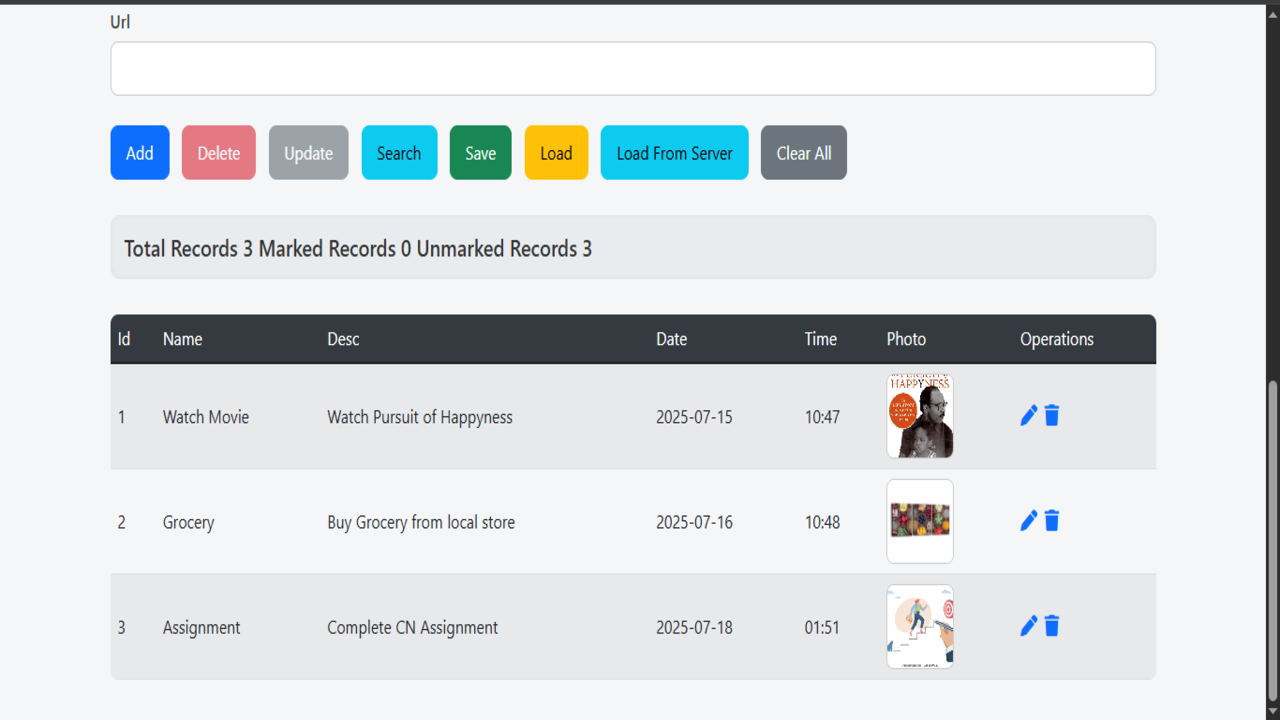 Url
Add Delete Update Search Save Load Load From Server Clear All
Total Records 3 Marked Records 0 Unmarked Records 3
Id Name Desc Date Time Photo Operations
HAPPYNESS
1 Watch Movie Watch Pursuit of Happyness 2025-07-15 10:47
2 Grocery Buy Grocery from local store 2025-07-16 10:48
3 Assignment Complete CN Assignment 2025-07-18 01:51